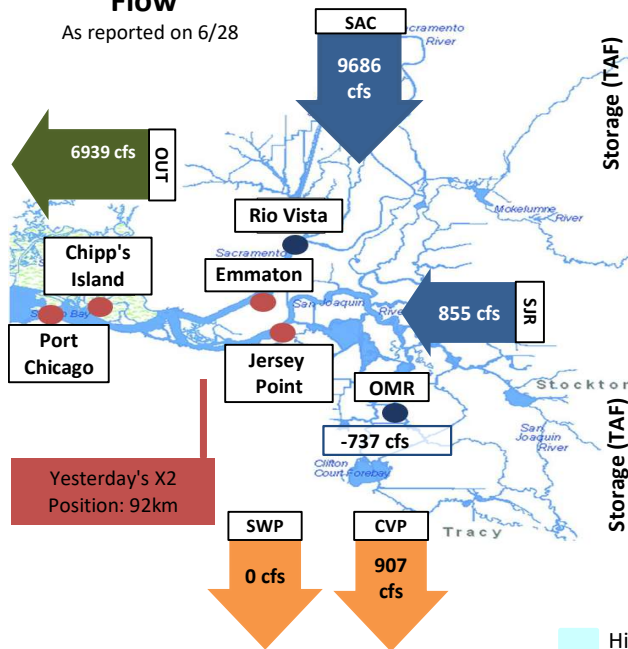 Flow
As reported on 6/28
SAC
9686
cfs
Sacramento
River
Storage (TAF)
6939 cfs
OUT
Rio Vista
Mokelumne
River
Chipp's
Island
Sacramento
Emmaton
San Joaquin
River
855 cfs
SJR
Port
Chicago
Jersey
Point
OMR
Stockton
-737 cfs
San
Joaquin
River
Clifton
Court Forebay
Yesterday's X2
Position: 92km
Storage (TAF)
SWP
CVP
Tracy
0 cfs
907
cfs
Hi